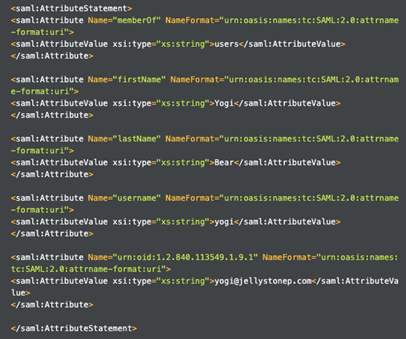 <saml:AttributeStatement>
<saml:Attribute Name="memberOf" NameFormat="urn:oasis:names:tc:SAML:2.0:attrname
-format:uri">
<saml:AttributeValue xsi:type="xs:string">users</saml:AttributeValue>
</saml:Attribute>
<saml:Attribute Name="firstName" NameFormat="urn:oasis:names:tc:SAML:2.0:attrnam
e-format:uri">
<saml:AttributeValue xsi:type="xs:string">Yogi</saml:AttributeValue>
</saml:Attribute>
<saml:Attribute Name="lastName" NameFormat="urn:oasis:names:tc:SAML:2.0:attrname
-format:uri">
<saml:AttributeValue xsi:type="xs:string">Bear</saml:AttributeValue>
</saml:Attribute>
<saml:Attribute Name="username" NameFormat="urn:oasis:names:tc:SAML:2.0:attrname
-format:uri">
<saml:AttributeValue xsi:type="xs:string">yogi</saml:AttributeValue>
</saml:Attribute>
<saml:Attribute Name="urn:oid:1.2.840.113549.1.9.1" NameFormat="urn:oasis:names:
tc:SAML:2.0:attrname-format:uri">
<saml:AttributeValue xsi:type="xs:string">yogi@jellystonep.com</saml:AttributeVa
lue>
</saml:Attribute>
</saml:AttributeStatement>